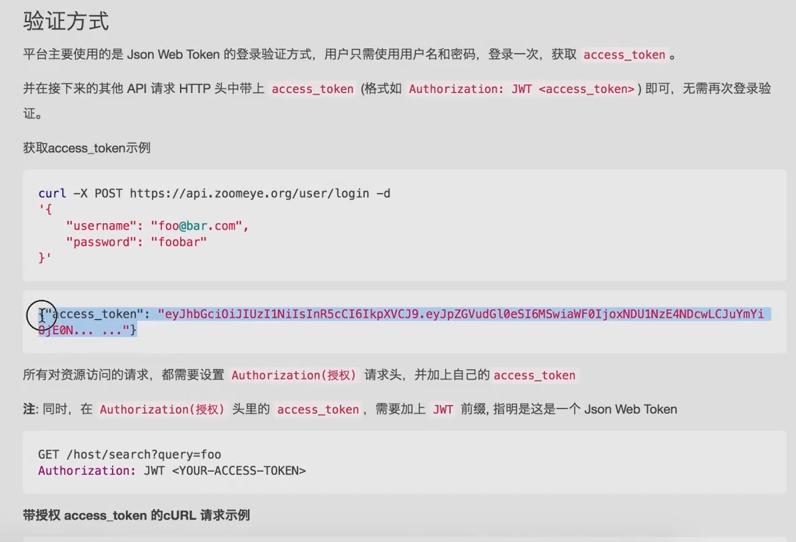 验证方式
平台主要使用的是 Json Web Token 的登录验证方式，用户只需使用用户名和密码，登录一次，获取 access_token 。
并在接下来的其他 API 请求 HTTP 头中带上 access_token (格式如 Authorization: JWT <access_token>) 即可，无需再次登录验
证。
获取access_token示例
curl -X POST https://api.zoomeye.org/user/login -d
'{
"username": "foo@bar.com",
"password": "foobar"
}'
{"access_token": "eyJhbGciOiJIUzI1NiIsInR5cCI6IkpXVCJ9.eyJpZGVudGl0eSI6MSwiaWF0IjoxNDU1NzE4NDcwLCJuYmYi
OjE0N... ..."}
所有对资源访问的请求，都需要设置 Authorization(授权) 请求头，并加上自己的 access_token
注: 同时，在 Authorization(授权) 头里的 access_token ，需要加上 JWT 前缀, 指明是这是一个 Json Web Token
GET /host/search?query=foo
Authorization: JWT <YOUR-ACCESS-TOKEN>
带授权 access_token 的cURL 请求示例